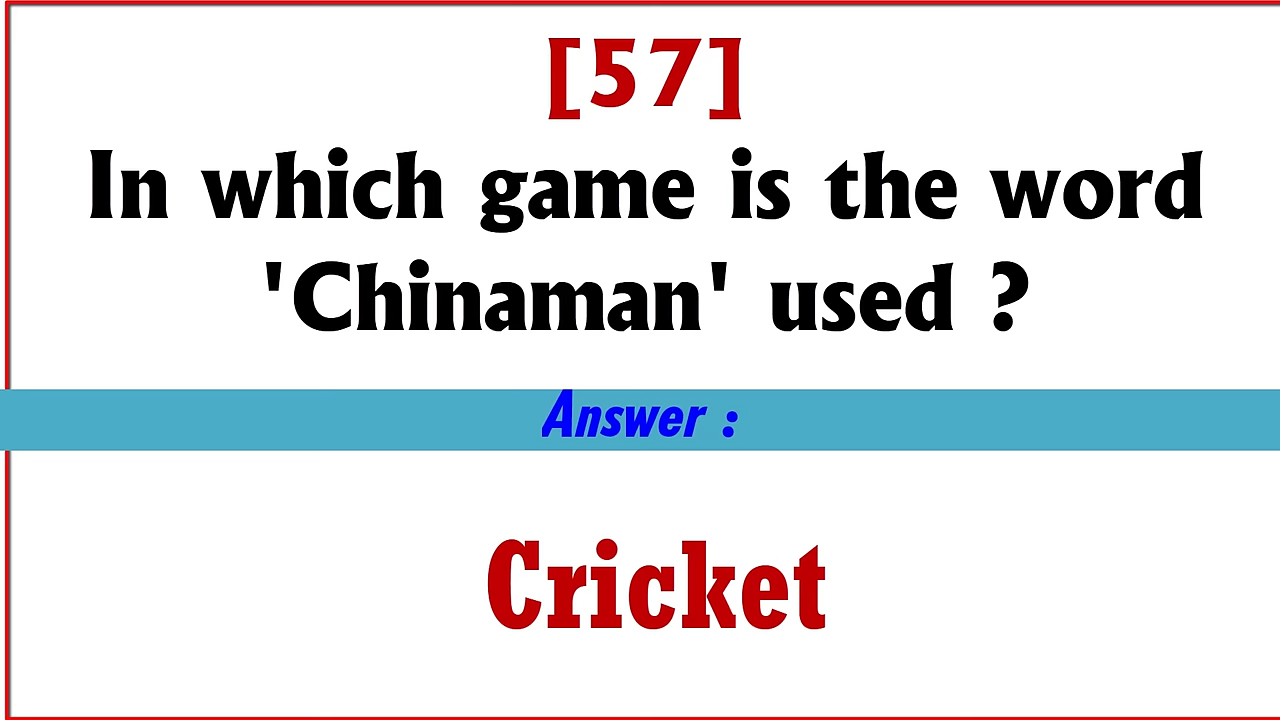 [57]
In which game is the word
'Chinaman' used ?
Answer :
Cricket